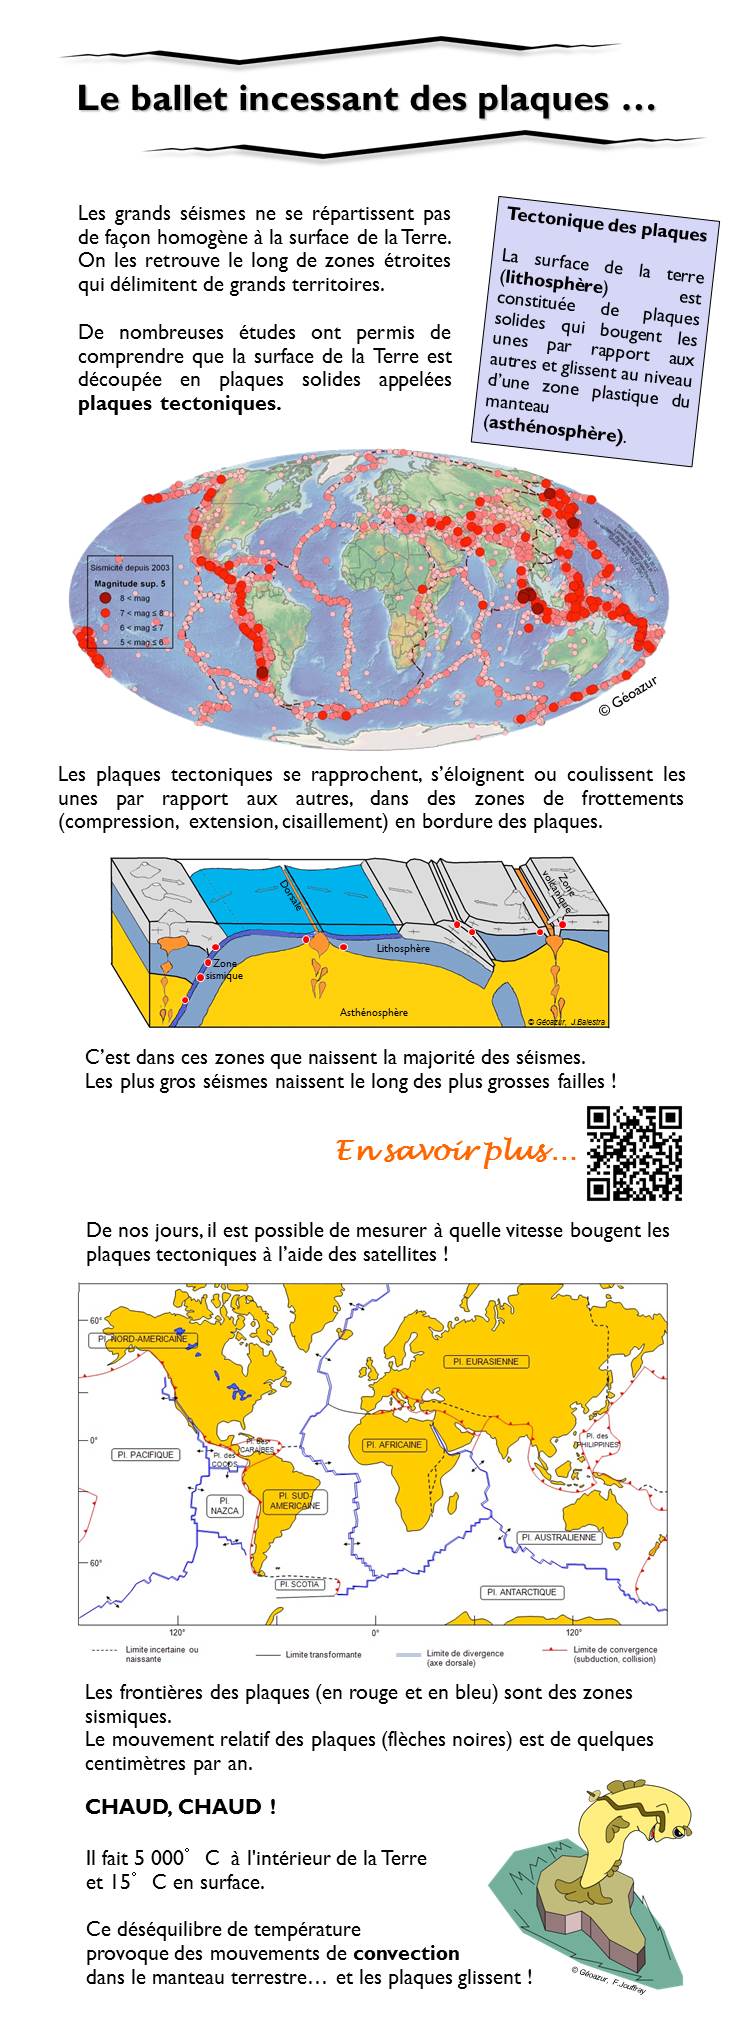 Le ballet incessant des plaques …
Les grands séismes ne se répartissent pas
de façon homogène à la surface de la Terre.
On les retrouve le long de zones étroites
qui délimitent de grands territoires.
De nombreuses études ont permis de
comprendre que la surface de la Terre est
découpée en plaques solides appelées
plaques tectoniques.
Tectonique des plaques
La surface de la terre
(lithosphère) est
constituée de plaques
solides qui bougent les
unes par rapport aux
autres et glissent au niveau
d'une zone plastique du
manteau
(asthénosphère).
Sismicité depuis 2003
Magnitude sup. 5
8 < mag
7 < mag ≤ 8
6 < mag ≤ 7
5 < mag ≤ 6
© Géoazur
Les plaques tectoniques se rapprochent, s'éloignent ou coulissent les
unes par rapport aux autres, dans des zones de frottements
(compression, extension, cisaillement) en bordure des plaques.
Dorsale
Zone
volcanique
Lithosphère
Zone
sismique
Asthénosphère
© Géoazur, J.Balestra
C'est dans ces zones que naissent la majorité des séismes.
Les plus gros séismes naissent le long des plus grosses failles !
En savoir plus…
De nos jours, il est possible de mesurer à quelle vitesse bougent les
plaques tectoniques à l'aide des satellites !
60°
Pl. NORD-AMERICAINE
Pl. EURASIENNE
0°
Pl. PACIFIQUE
Pl. des
COCOS
Pl. des
CARAÏBES
Pl. AFRICAINE
Pl. des
PHILIPPINES
Pl.
NAZCA
Pl. SUD-
AMERICAINE
Pl. AUSTRALIENNE
60°
Pl. SCOTIA
Pl. ANTARCTIQUE
120°
0°
120°
Limite incertaine ou
naissante
Limite transformante
Limite de divergence
(axe dorsale)
Limite de convergence
(subduction, collision)
Les frontières des plaques (en rouge et en bleu) sont des zones
sismiques.
Le mouvement relatif des plaques (flèches noires) est de quelques
centimètres par an.
CHAUD, CHAUD !
Il fait 5 000° C à l'intérieur de la Terre
et 15° C en surface.
Ce déséquilibre de température
provoque des mouvements de convection
dans le manteau terrestre… et les plaques glissent !
© Géoazur, F.Jouffray